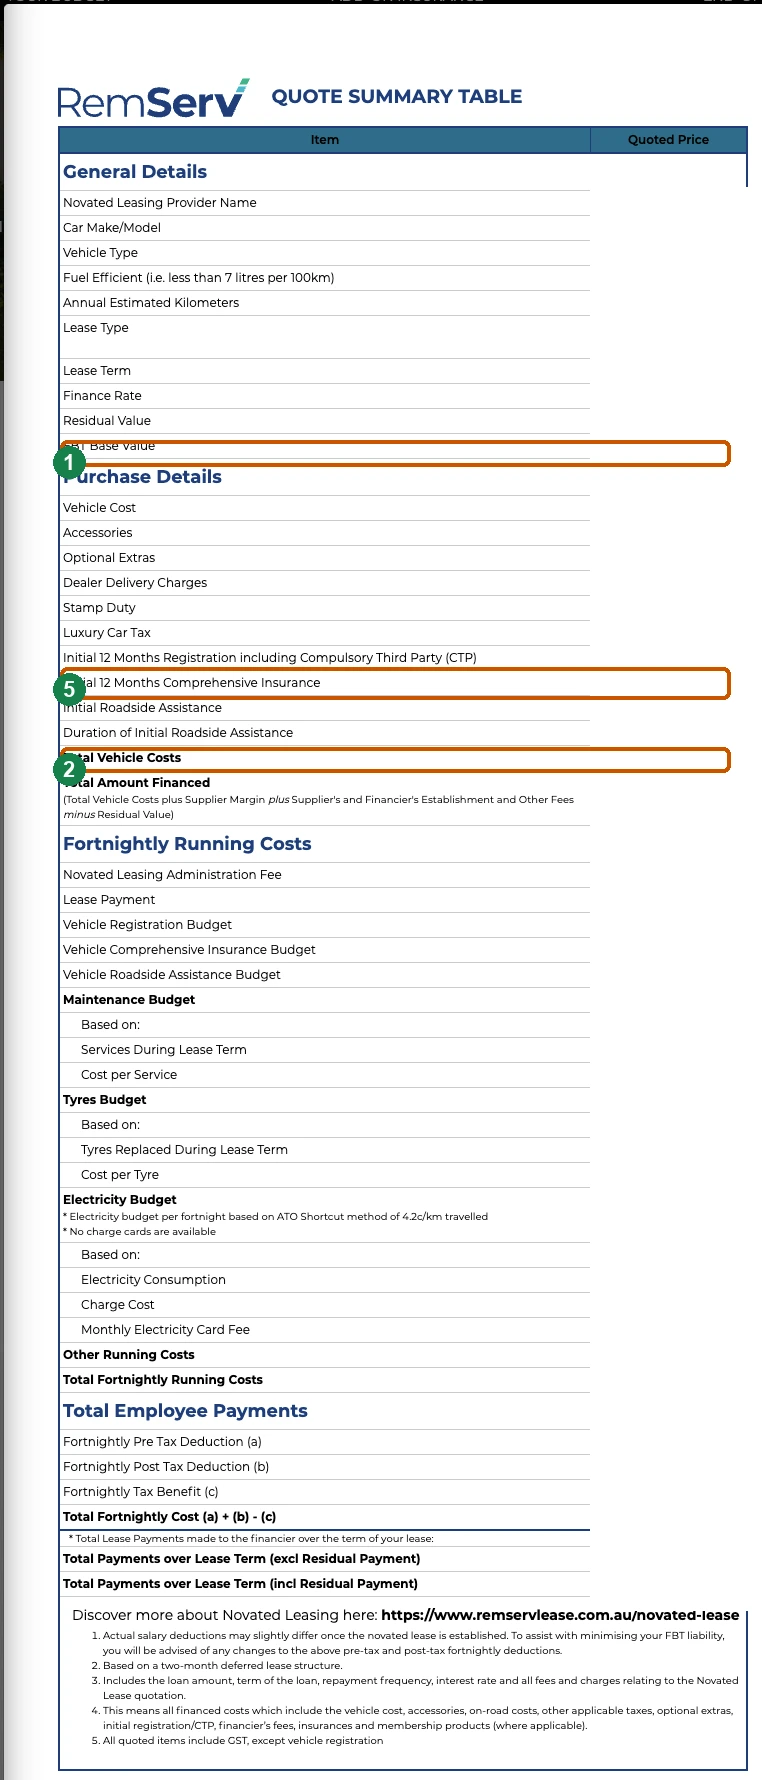 RemServ QUOTE SUMMARY TABLE
Item Quoted Price
General Details
Novated Leasing Provider Name
Car Make/Model
Vehicle Type
Fuel Efficient (i.e. less than 7 litres per 100km)
Annual Estimated Kilometers
Lease Type
Lease Term
Finance Rate
Residual Value
FBT Base Value
1
Purchase Details
Vehicle Cost
Accessories
Optional Extras
Dealer Delivery Charges
Stamp Duty
Luxury Car Tax
Initial 12 Months Registration including Compulsory Third Party (CTP)
5 Initial 12 Months Comprehensive Insurance
Initial Roadside Assistance
Duration of Initial Roadside Assistance
Total Vehicle Costs
2
Total Amount Financed
(Total Vehicle Costs plus Supplier Margin plus Supplier's and Financier's Establishment and Other Fees
minus Residual Value)
Fortnightly Running Costs
Novated Leasing Administration Fee
Lease Payment
Vehicle Registration Budget
Vehicle Comprehensive Insurance Budget
Vehicle Roadside Assistance Budget
Maintenance Budget
Based on:
Services During Lease Term
Cost per Service
Tyres Budget
Based on:
Tyres Replaced During Lease Term
Cost per Tyre
Electricity Budget
* Electricity budget per fortnight based on ATO Shortcut method of 4.2c/km travelled
* No charge cards are available
Based on:
Electricity Consumption
Charge Cost
Monthly Electricity Card Fee
Other Running Costs
Total Fortnightly Running Costs
Total Employee Payments
Fortnightly Pre Tax Deduction (a)
Fortnightly Post Tax Deduction (b)
Fortnightly Tax Benefit (c)
Total Fortnightly Cost (a) + (b) - (c)
* Total Lease Payments made to the financier over the term of your lease:
Total Payments over Lease Term (excl Residual Payment)
Total Payments over Lease Term (incl Residual Payment)
Discover more about Novated Leasing here: https://www.remservlease.com.au/novated-lease
1. Actual salary deductions may slightly differ once the novated lease is established. To assist with minimising your FBT liability,
you will be advised of any changes to the above pre-tax and post-tax fortnightly deductions.
2. Based on a two-month deferred lease structure.
3. Includes the loan amount, term of the loan, repayment frequency, interest rate and all fees and charges relating to the Novated
Lease quotation.
4. This means all financed costs which include the vehicle cost, accessories, on-road costs, other applicable taxes, optional extras,
initial registration/CTP, financier's fees, insurances and membership products (where applicable).
5. All quoted items include GST, except vehicle registration